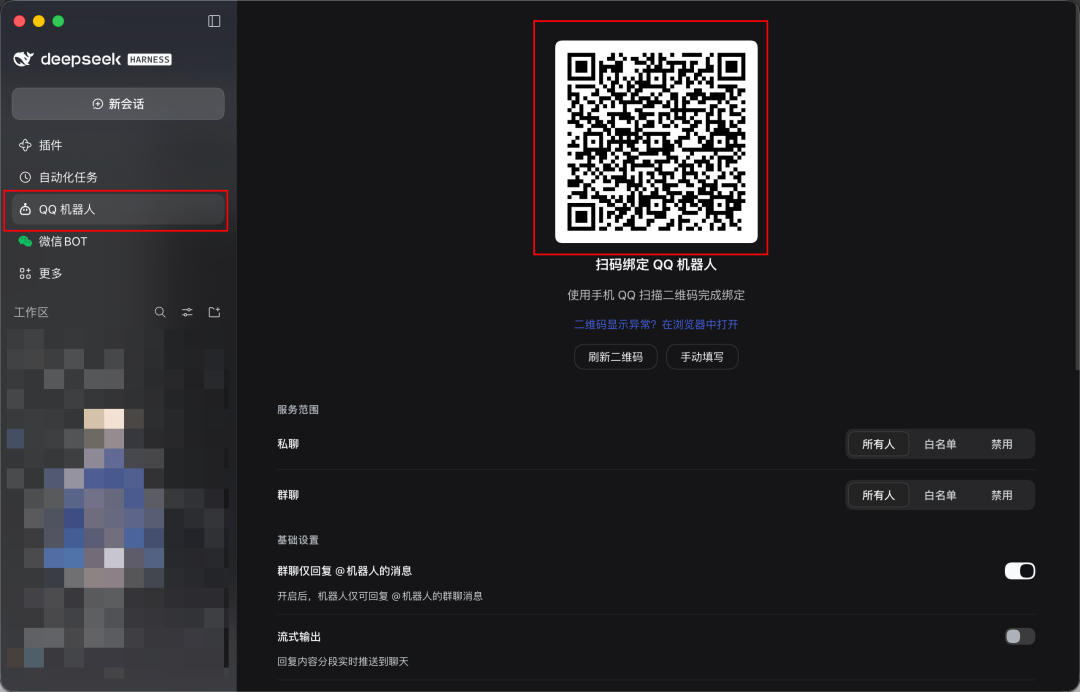 deepseek HARNESS
新会话
插件
自动化任务
QQ 机器人
微信BOT
更多
工作区
扫码绑定 QQ 机器人
使用手机 QQ 扫描二维码完成绑定
二维码显示异常？在浏览器中打开
刷新二维码 手动填写
服务范围
私聊 所有人 白名单 禁用
群聊 所有人 白名单 禁用
基础设置
群聊仅回复 @机器人的消息
开启后，机器人仅可回复 @机器人的群聊消息
流式输出
回复内容分段实时推送到聊天